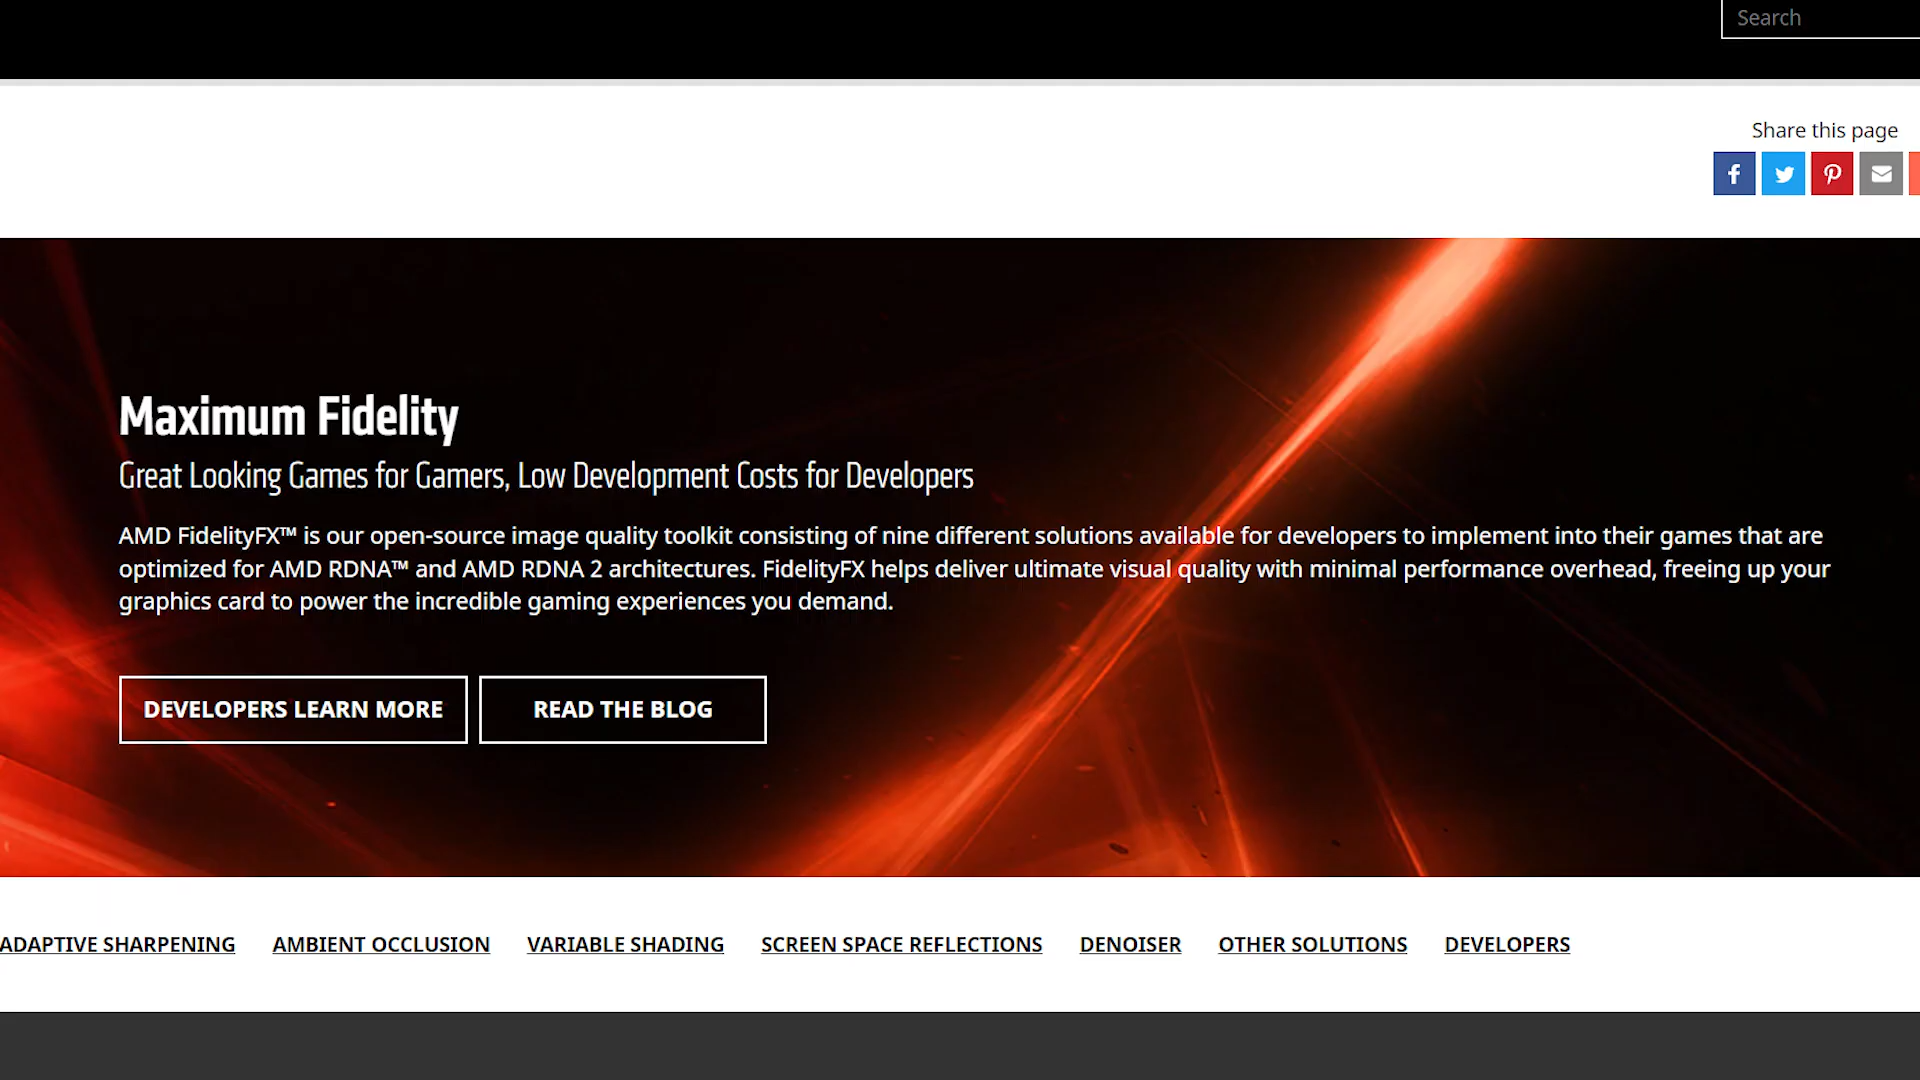 Search
Share this page
Maximum Fidelity
Great Looking Games for Gamers, Low Development Costs for Developers
AMD FidelityFX™ is our open-source image quality toolkit consisting of nine different solutions available for developers to implement into their games that are
optimized for AMD RDNA™ and AMD RDNA 2 architectures. FidelityFX helps deliver ultimate visual quality with minimal performance overhead, freeing up your
graphics card to power the incredible gaming experiences you demand.
DEVELOPERS LEARN MORE READ THE BLOG
ADAPTIVE SHARPENING AMBIENT OCCLUSION VARIABLE SHADING SCREEN SPACE REFLECTIONS DENOISER OTHER SOLUTIONS DEVELOPERS